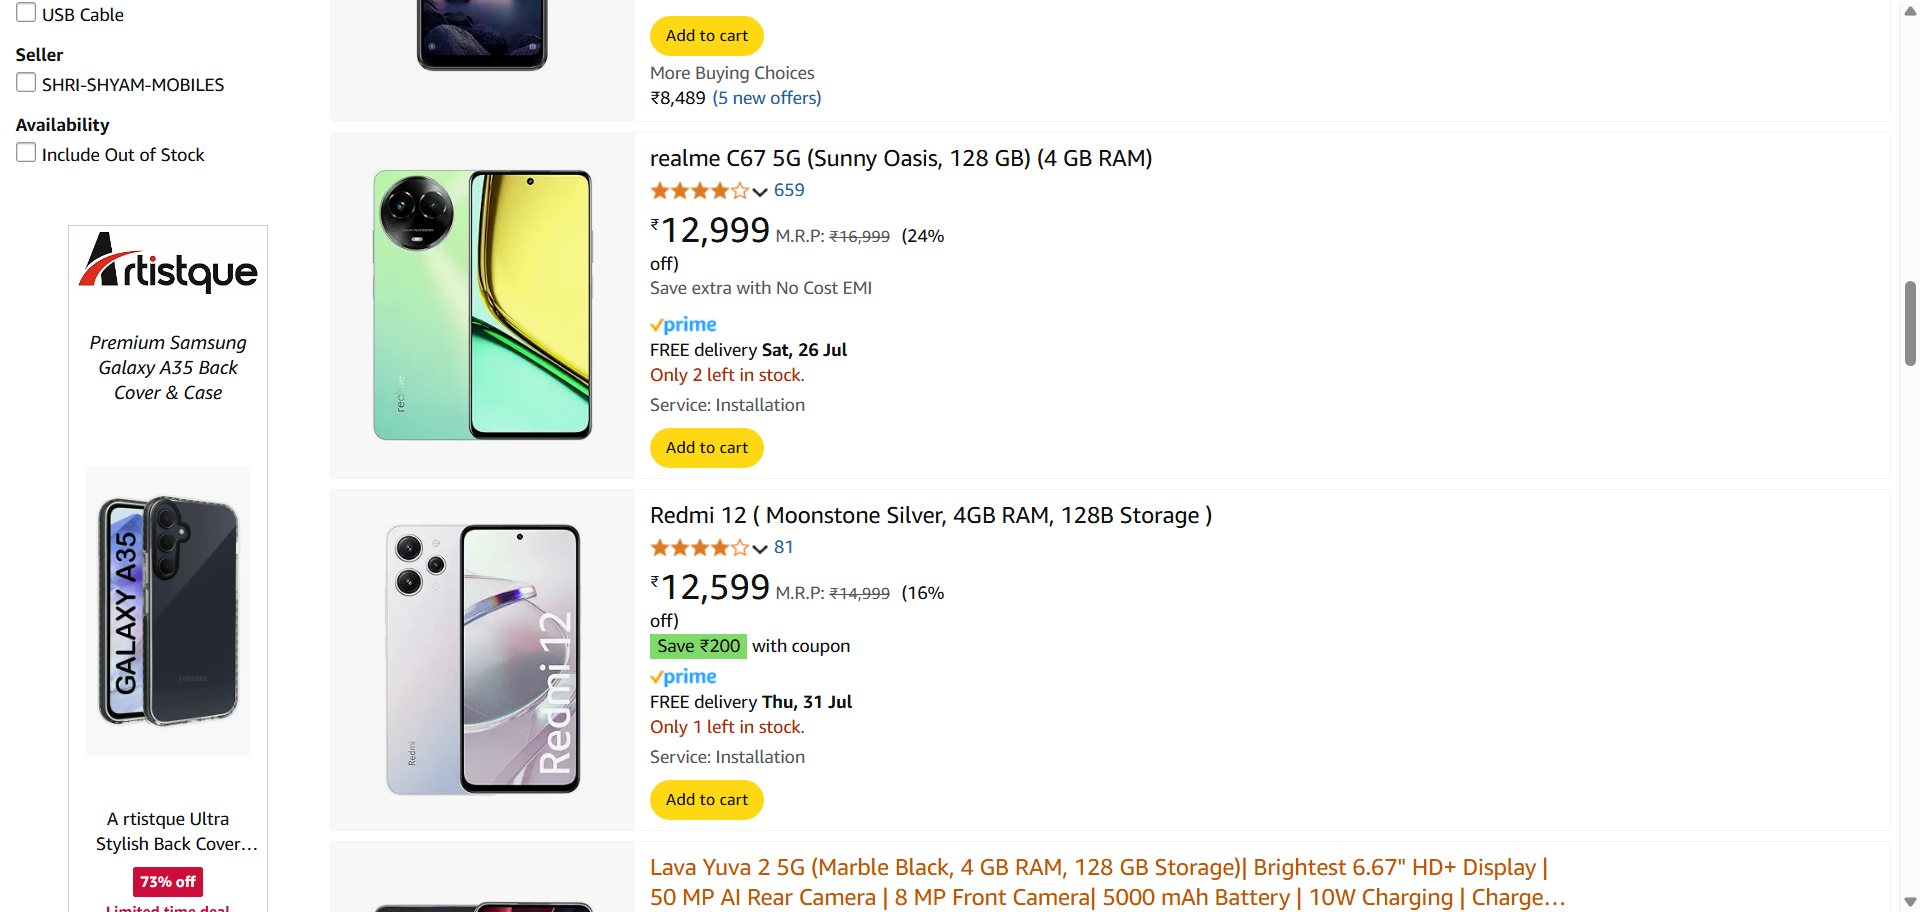 USB Cable
Seller
SHRI-SHYAM-MOBILES
Availability
Include Out of Stock
Artistque
Premium Samsung
Galaxy A35 Back
Cover & Case
GALAXY A35
SAMSUNG
A rtistque Ultra
Stylish Back Cover...
73% off
Limited time deal
Add to cart
More Buying Choices
₹8,489 (5 new offers)
realme
realme C67 5G (Sunny Oasis, 128 GB) (4 GB RAM)
659
₹12,999 M.R.P: ₹16,999 (24%
off)
Save extra with No Cost EMI
prime
FREE delivery Sat, 26 Jul
Only 2 left in stock.
Service: Installation
Add to cart
Redmi
Redmi 12
Redmi 12 ( Moonstone Silver, 4GB RAM, 128B Storage )
81
₹12,599 M.R.P: ₹14,999 (16%
off)
Save ₹200 with coupon
prime
FREE delivery Thu, 31 Jul
Only 1 left in stock.
Service: Installation
Add to cart
Lava Yuva 2 5G (Marble Black, 4 GB RAM, 128 GB Storage)| Brightest 6.67" HD+ Display |
50 MP AI Rear Camera | 8 MP Front Camera| 5000 mAh Battery | 10W Charging | Charge...